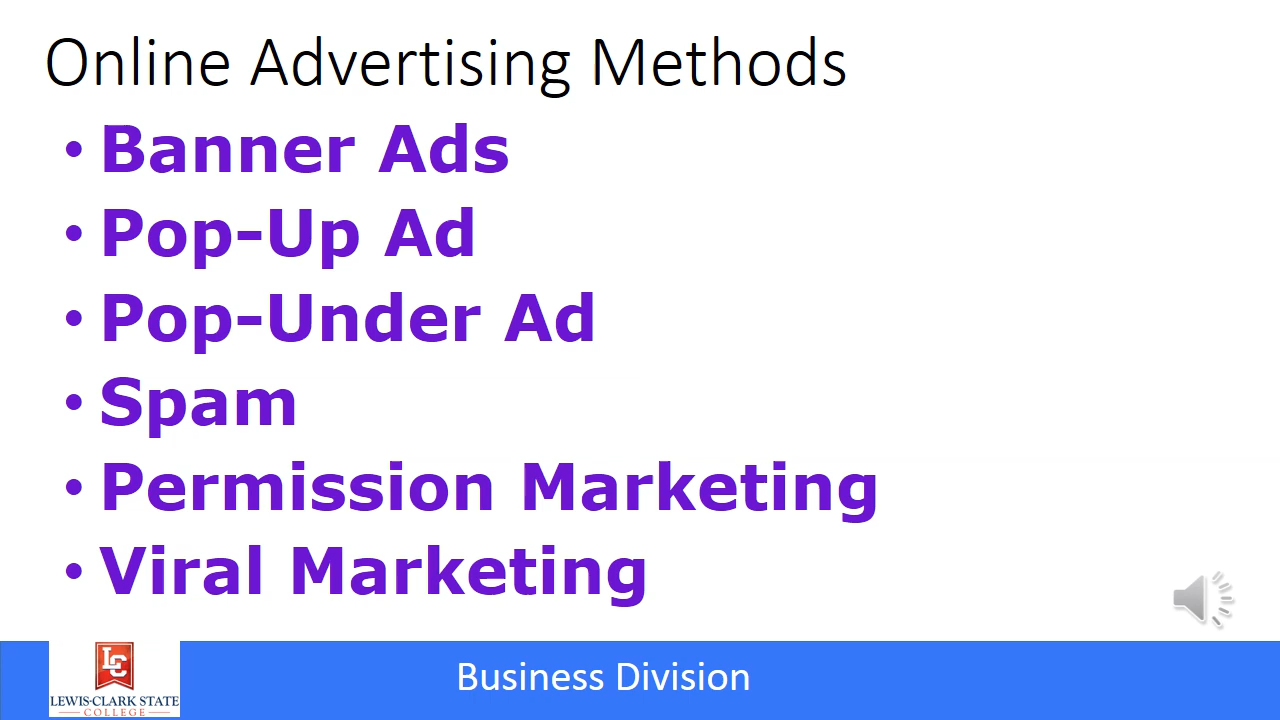 Online Advertising Methods
• Banner Ads
• Pop-Up Ad
• Pop-Under Ad
• Spam
• Permission Marketing
• Viral Marketing
LC
LEWIS-CLARK STATE
COLLEGE
Business Division